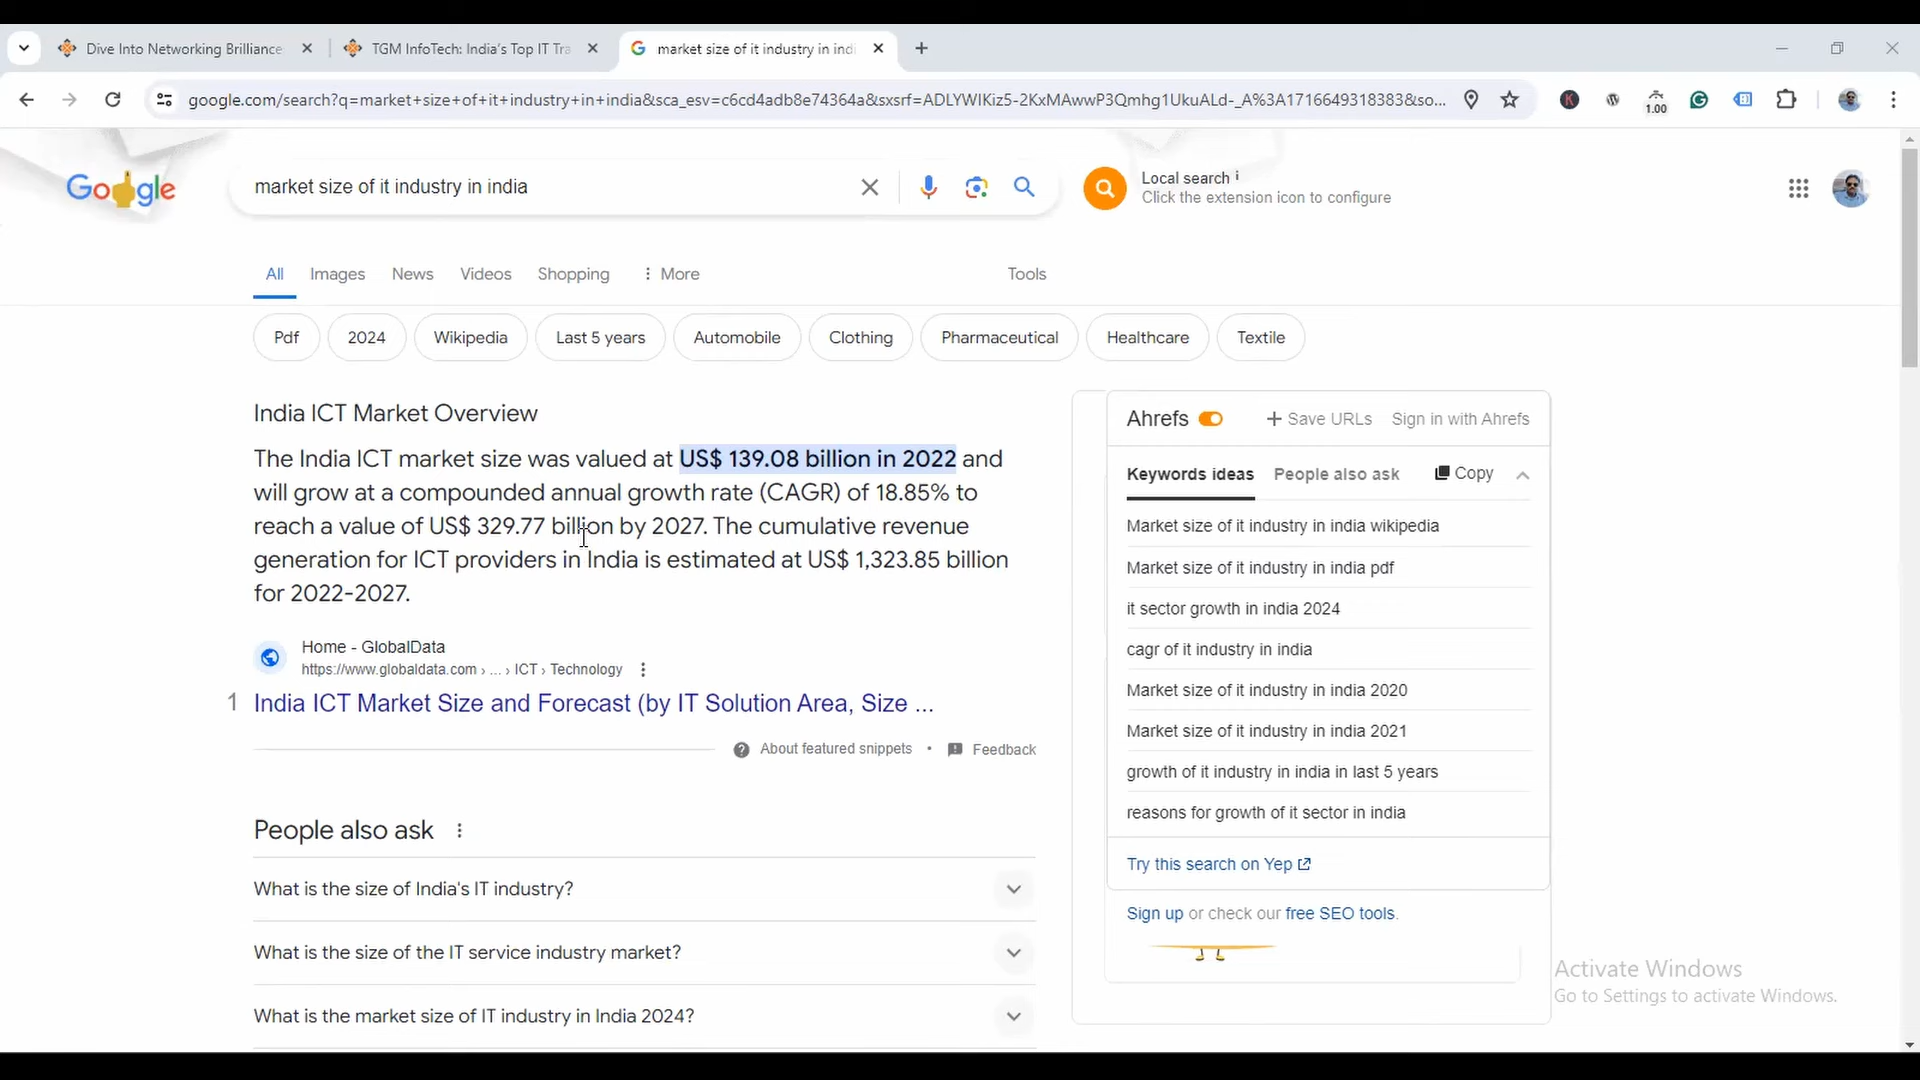 Dive Into Networking Brilliance
TGM InfoTech: India's Top IT Tra
market size of it industry in indi
google.com/search?q=market+size+of+it+industry+in+india&sca_esv=c6cd4adb8e74364a&sxsrf=ADLYWIKiz5-2KxMAwwP3Qmhg1UkuALd-_A%3A1716649318383&so...
1.00
Google
market size of it industry in india
Local search i
Click the extension icon to configure
All
Images
News
Videos
Shopping
More
Tools
Pdf
2024
Wikipedia
Last 5 years
Automobile
Clothing
Pharmaceutical
Healthcare
Textile
India ICT Market Overview
The India ICT market size was valued at US$ 139.08 billion in 2022 and
will grow at a compounded annual growth rate (CAGR) of 18.85% to
reach a value of US$ 329.77 billion by 2027. The cumulative revenue
generation for ICT providers in India is estimated at US$ 1,323.85 billion
for 2022-2027.
Home - GlobalData
https://www.globaldata.com › ... › ICT › Technology
1 India ICT Market Size and Forecast (by IT Solution Area, Size ...
About featured snippets • Feedback
People also ask
What is the size of India's IT industry?
What is the size of the IT service industry market?
What is the market size of IT industry in India 2024?
Ahrefs
+ Save URLs
Sign in with Ahrefs
Keywords ideas
People also ask
Copy
Market size of it industry in india wikipedia
Market size of it industry in india pdf
it sector growth in india 2024
cagr of it industry in india
Market size of it industry in india 2020
Market size of it industry in india 2021
growth of it industry in india in last 5 years
reasons for growth of it sector in india
Try this search on Yep
Sign up or check our free SEO tools.
Activate Windows
Go to Settings to activate Windows.